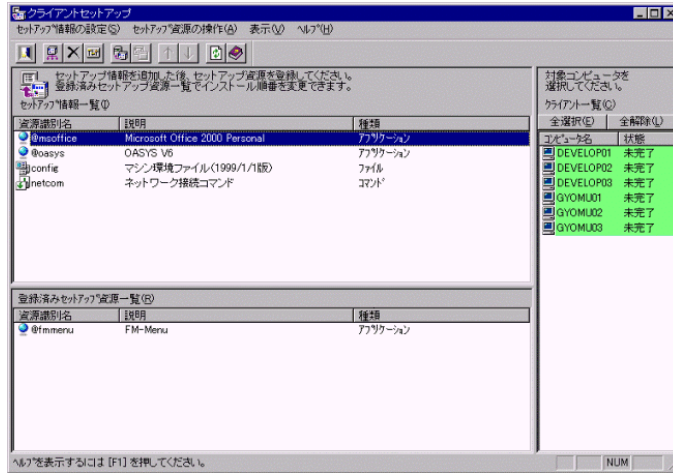 クライアントセットアップ
ｾｯﾄｱｯﾌﾟ情報の設定(S) ｾｯﾄｱｯﾌﾟ資源の操作(A) 表示(V) ﾍﾙﾌﾟ(H)
セットアップ情報を追加した後、セットアップ資源を登録してください。
登録済みセットアップ資源一覧でインストール順番を変更できます。
ｾｯﾄｱｯﾌﾟ情報一覧(I)
資源識別名 説明 種類
@msoffice Microsoft Office 2000 Personal ｱﾌﾟﾘｹｰｼｮﾝ
@oasys OASYS V6 ｱﾌﾟﾘｹｰｼｮﾝ
config マシン環境ファイル(1999/1/1版) ﾌｧｲﾙ
netcom ネットワーク接続コマンド ｺﾏﾝﾄﾞ
登録済みｾｯﾄｱｯﾌﾟ資源一覧(R)
資源識別名 説明 種類
@fmmenu FM-Menu ｱﾌﾟﾘｹｰｼｮﾝ
対象コンピュータを
選択してください。
ｸﾗｲｱﾝﾄ一覧(C)
全選択(E) 全解除(L)
ｺﾝﾋﾟｭｰﾀ名 状態
DEVELOP01 未完了
DEVELOP02 未完了
DEVELOP03 未完了
GYOMU01 未完了
GYOMU02 未完了
GYOMU03 未完了
ﾍﾙﾌﾟを表示するには [F1] を押してください。
NUM